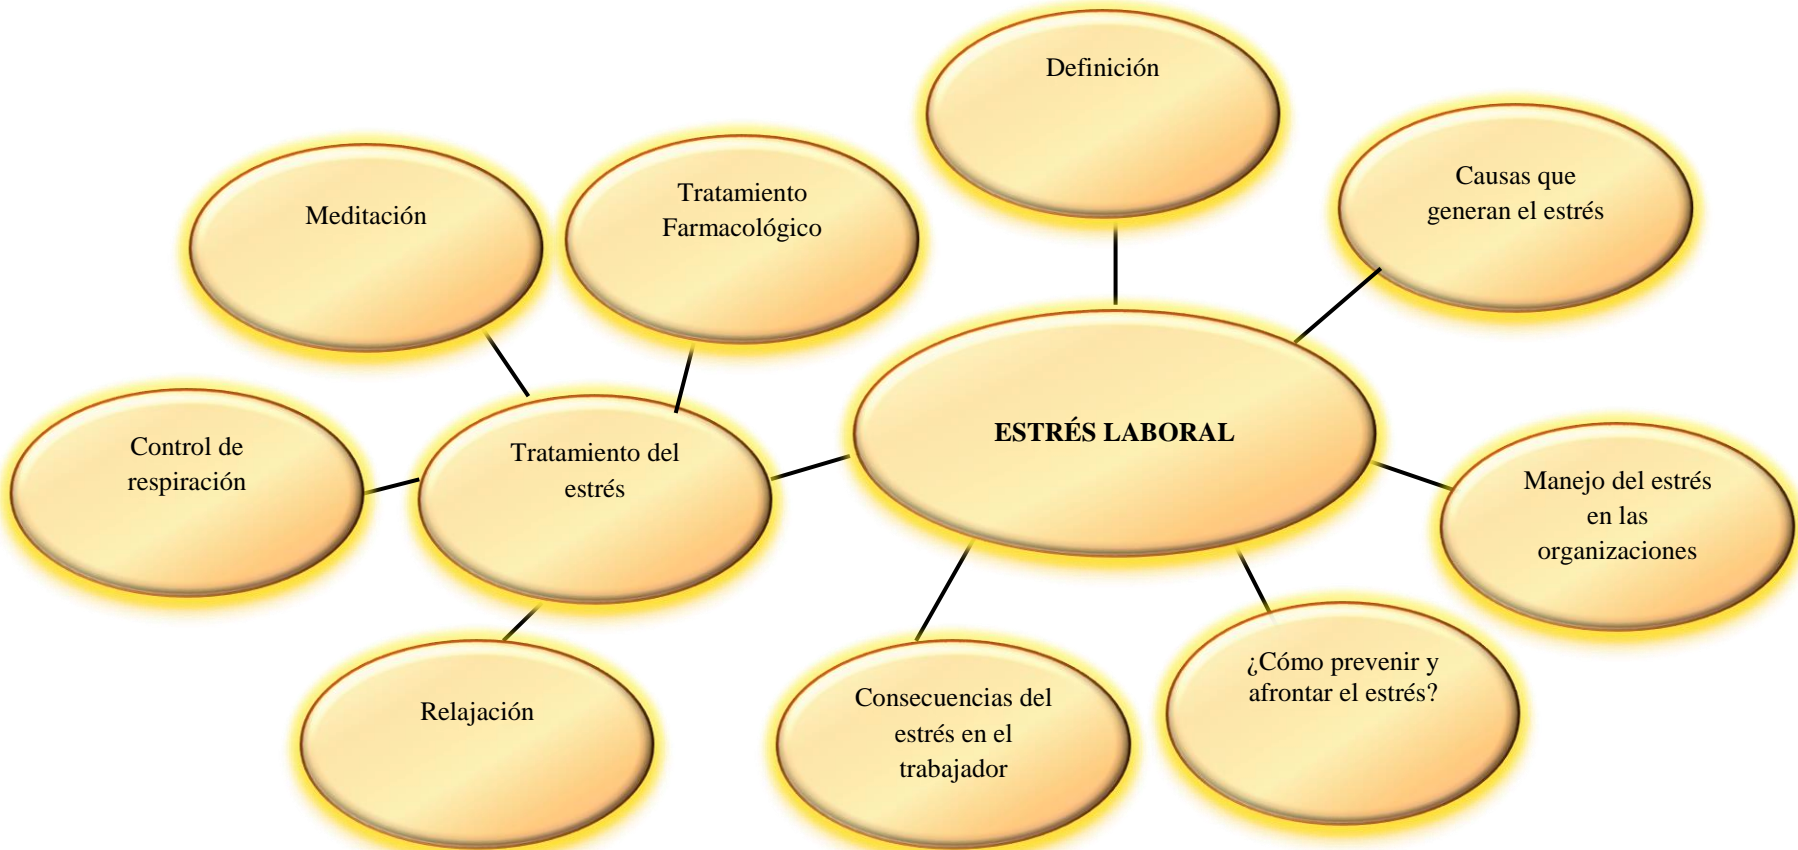 Definición
Causas que
generan el estrés
Tratamiento
Farmacológico
Meditación
ESTRÉS LABORAL
Control de
respiración
Tratamiento del
estrés
Manejo del estrés
en las
organizaciones
¿Cómo prevenir y
afrontar el estrés?
Consecuencias del
estrés en el
trabajador
Relajación